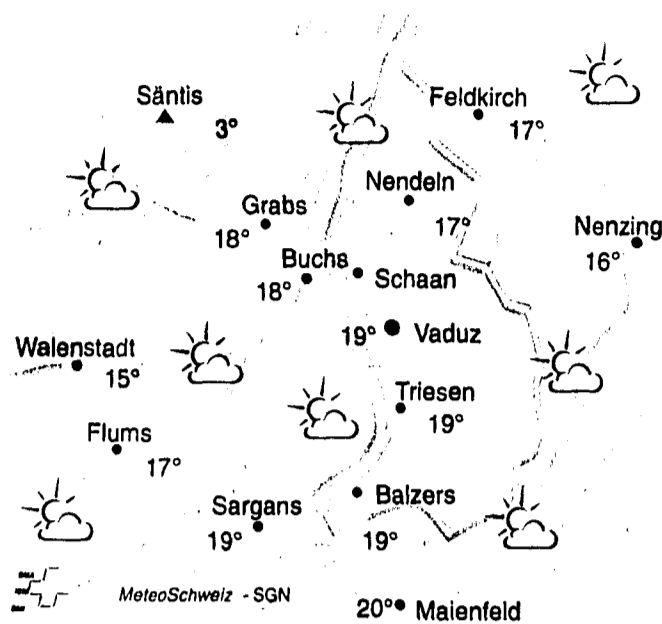 Säntis
3°
Feldkirch
17°
Nendeln
17°
Grabs
18°
Nenzing
16°
Buchs
18°
Schaan
19° Vaduz
Walenstadt
15°
Triesen
19°
Flums
17°
Balzers
19°
Sargans
19°
MeteoSchweiz - SGN
20° Maienfeld